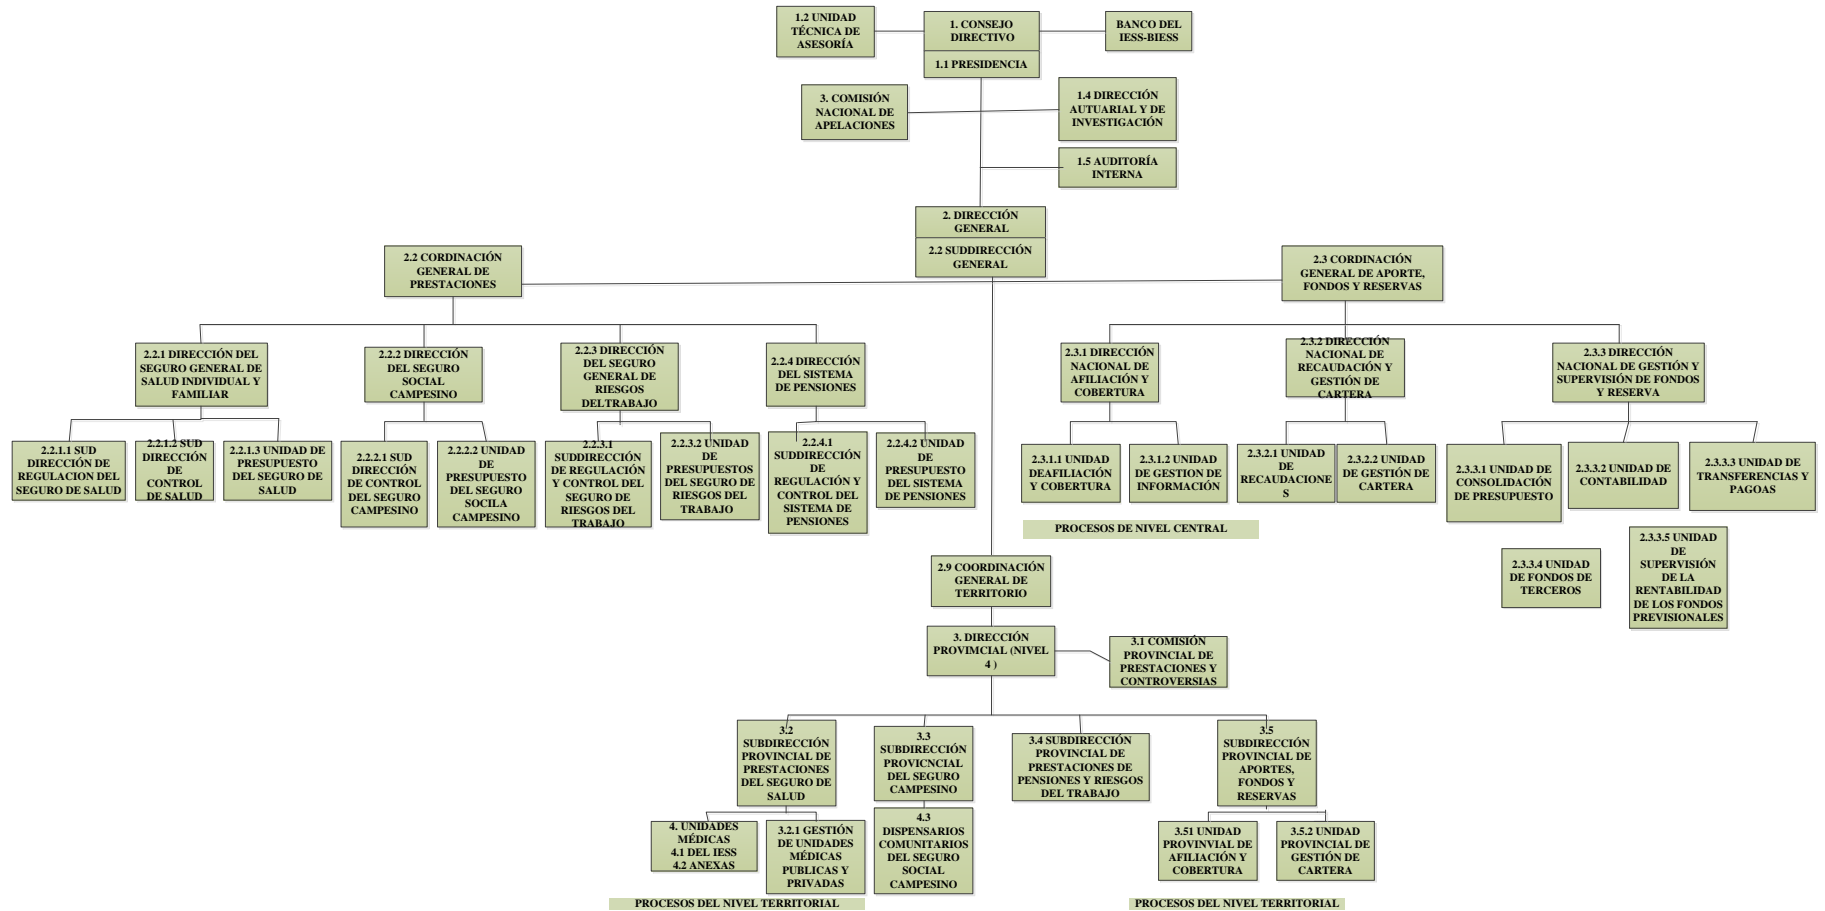 1.2 UNIDAD
TÉCNICA DE
ASESORÍA
1. CONSEJO
DIRECTIVO
1.1 PRESIDENCIA
BANCO DEL
IESS-BIESS
3. COMISIÓN
NACIONAL DE
APELACIONES
1.4 DIRECCIÓN
AUTUARIAL Y DE
INVESTIGACIÓN
1.5 AUDITORÍA
INTERNA
2. DIRECCIÓN
GENERAL
2.2 SUDDIRECCIÓN
GENERAL
2.2 CORDINACIÓN
GENERAL DE
PRESTACIONES
2.3 CORDINACIÓN
GENERAL DE APORTE,
FONDOS Y RESERVAS
2.2.1 DIRECCIÓN DEL
SEGURO GENERAL DE
SALUD INDIVIDUAL Y
FAMILIAR
2.2.2 DIRECCIÓN
DEL SEGURO
SOCIAL
CAMPESINO
2.2.3 DIRECCIÓN
DEL SEGURO
GENERAL DE
RIESGOS
DELTRABAJO
2.2.4 DIRECCIÓN
DEL SISTEMA
DE PENSIONES
2.3.1 DIRECCIÓN
NACIONAL DE
AFILIACIÓN Y
COBERTURA
2.3.2 DIRECCIÓN
NACIONAL DE
RECAUDACIÓN Y
GESTIÓN DE
CARTERA
2.3.3 DIRECCIÓN
NACIONAL DE GESTIÓN Y
SUPERVISIÓN DE FONDOS
Y RESERVA
2.2.1.1 SUD
DIRECCIÓN DE
REGULACION DEL
SEGURO DE SALUD
2.2.1.2 SUD
DIRECCIÓN
DE
CONTROL
DE SALUD
2.2.1.3 UNIDAD DE
PRESUPUESTO
DEL SEGURO DE
SALUD
2.2.2.1 SUD
DIRECCIÓN
DE CONTROL
DEL SEGURO
CAMPESINO
2.2.2.2 UNIDAD
DE
PRESUPUESTO
DEL SEGURO
SOCILA
CAMPESINO
2.2.3.1
SUDDIRECCIÓN
DE REGULACIÓN
Y CONTROL DEL
SEGURO DE
RIESGOS DEL
TRABAJO
2.2.3.2 UNIDAD
DE
PRESUPUESTOS
DEL SEGURO DE
RIESGOS DEL
TRABAJO
2.2.4.1
SUDDIRECCIÓN
DE
REGULACIÓN Y
CONTROL DEL
SISTEMA DE
PENSIONES
2.2.4.2 UNIDAD
DE
PRESUPUESTO
DEL SISTEMA
DE PENSIONES
2.3.1.1 UNIDAD
DEAFILIACIÓN
Y COBERTURA
2.3.1.2 UNIDAD
DE GESTION DE
INFORMACIÓN
2.3.2.1 UNIDAD
DE
RECAUDACIONE
S
2.3.2.2 UNIDAD
DE GESTIÓN DE
CARTERA
2.3.3.1 UNIDAD DE
CONSOLIDACIÓN
DE PRESUPUESTO
2.3.3.2 UNIDAD DE
CONTABILIDAD
2.3.3.3 UNIDAD DE
TRANSFERENCIAS Y
PAGOAS
PROCESOS DE NIVEL CENTRAL
2.3.3.4 UNIDAD
DE FONDOS DE
TERCEROS
2.3.3.5 UNIDAD
DE
SUPERVISIÓN
DE LA
RENTABILIDAD
DE LOS FONDOS
PREVISIONALES
2.9 COORDINACIÓN
GENERAL DE
TERRITORIO
3. DIRECCIÓN
PROVIMCIAL (NIVEL
4 )
3.1 COMISIÓN
PROVINCIAL DE
PRESTACIONES Y
CONTROVERSIAS
3.2
SUBDIRECCIÓN
PROVINCIAL DE
PRESTACIONES
DEL SEGURO DE
SALUD
3.3
SUBDIRECCIÓN
PROVICNCIAL
DEL SEGURO
CAMPESINO
3.4 SUBDIRECCIÓN
PROVINCIAL DE
PRESTACIONES DE
PENSIONES Y RIESGOS
DEL TRABAJO
3.5
SUBDIRECCIÓN
PROVINCIAL DE
APORTES,
FONDOS Y
RESERVAS
4. UNIDADES
MÉDICAS
4.1 DEL IESS
4.2 ANEXAS
3.2.1 GESTIÓN
DE UNIDADES
MÉDICAS
PUBLICAS Y
PRIVADAS
4.3
DISPENSARIOS
COMUNITARIOS
DEL SEGURO
SOCIAL
CAMPESINO
3.51 UNIDAD
PROVINVIAL DE
AFILIACIÓN Y
COBERTURA
3.5.2 UNIDAD
PROVINCIAL DE
GESTIÓN DE
CARTERA
PROCESOS DEL NIVEL TERRITORIAL
PROCESOS DEL NIVEL TERRITORIAL